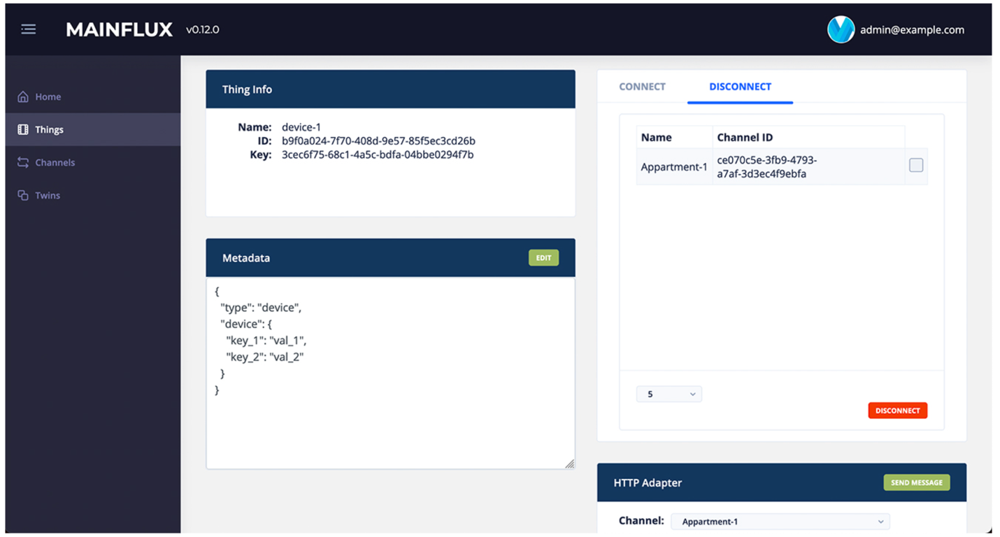 MAINFLUX v0.12.0
admin@example.com
Home
Things
Channels
Twins
Thing Info
Name: device-1
ID: b9f0a024-7f70-408d-9e57-85f5ec3cd26b
Key: 3cec6f75-68c1-4a5c-bdfa-04bbe0294f7b
Metadata
EDIT
{
"type": "device",
"device": {
"key_1": "val_1",
"key_2": "val_2"
}
}
CONNECT DISCONNECT
Name Channel ID
Appartment-1 ce070c5e-3fb9-4793-
a7af-3d3ec4f9ebfa
5
DISCONNECT
HTTP Adapter
SEND MESSAGE
Channel: Appartment-1